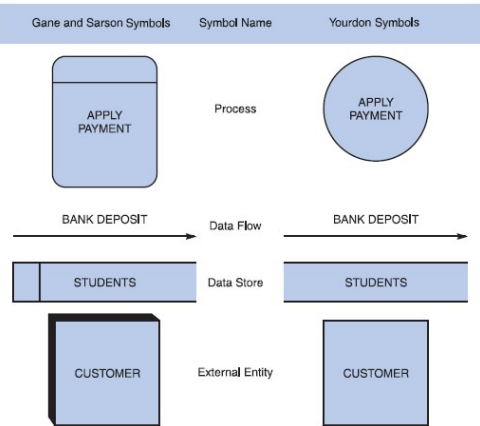 Gane and Sarson Symbols Symbol Name Yourdon Symbols
APPLY
PAYMENT
Process
APPLY
PAYMENT
BANK DEPOSIT
Data Flow
BANK DEPOSIT
STUDENTS Data Store STUDENTS
CUSTOMER External Entity CUSTOMER